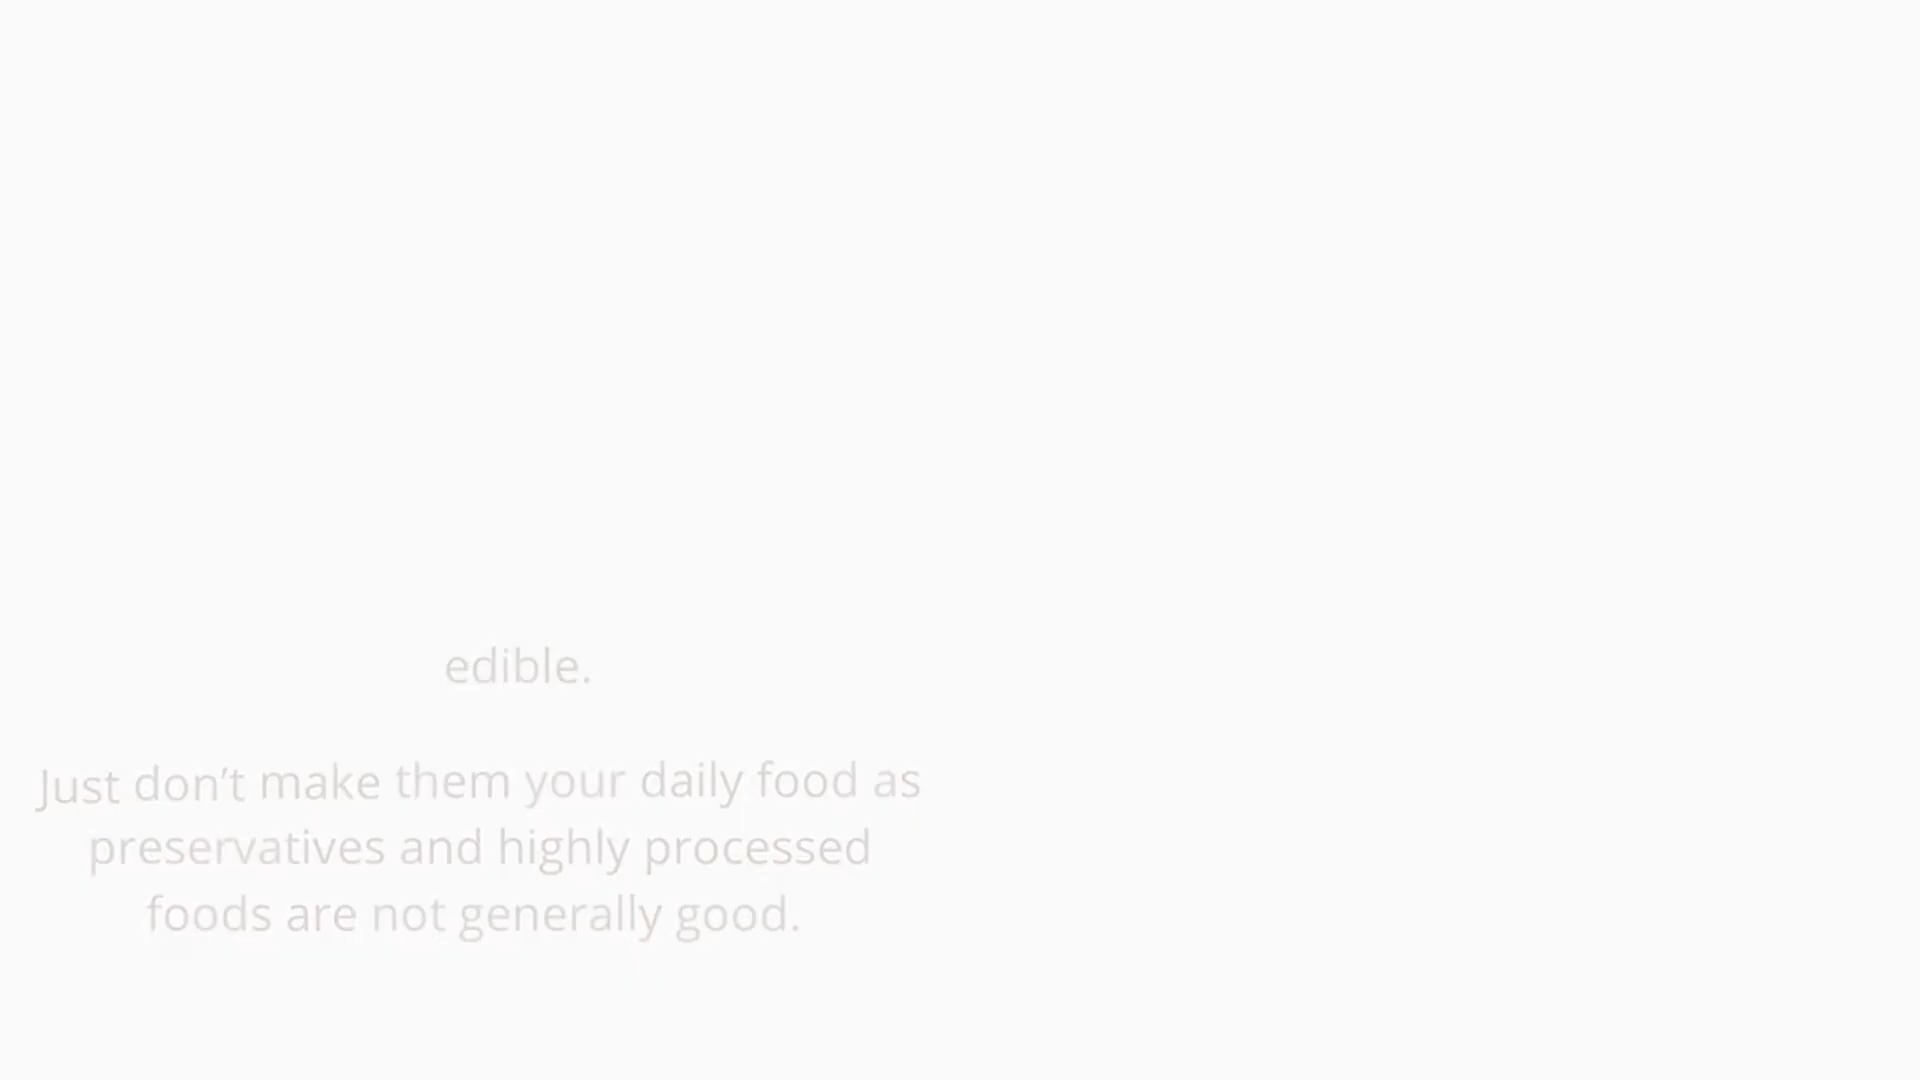 edible.
Just don’t make them your daily food as
preservatives and highly processed
foods are not generally good.